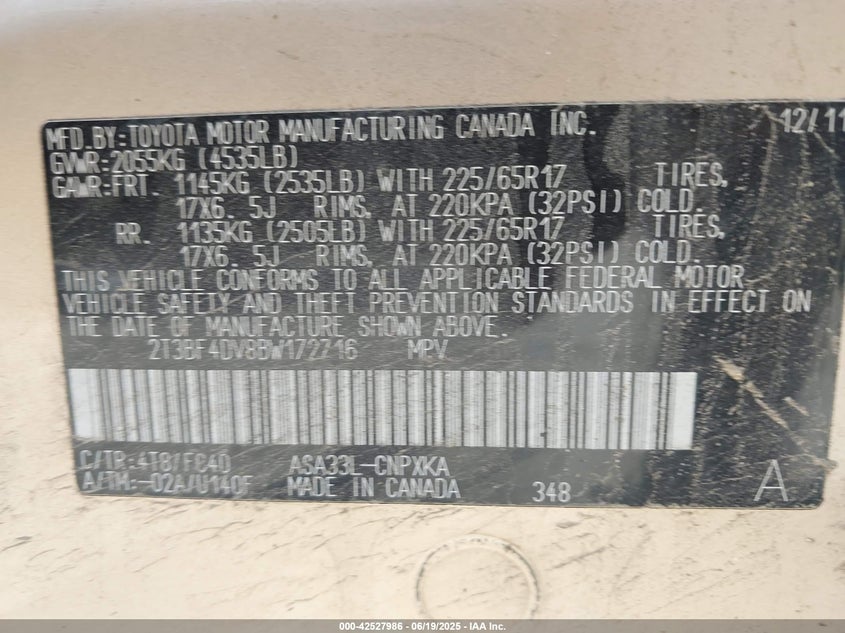 MFD.BY:TOYOTA MOTOR MANUFACTURING CANADA INC. 12/11
GVWR:2055KG (4535LB)
GAWR:FRT. 1145KG (2535LB) WITH 225/65R17 TIRES,
17X6.5J RIMS, AT 220KPA (32PSI) COLD.
RR. 1135KG (2505LB) WITH 225/65R17 TIRES,
17X6.5J RIMS, AT 220KPA (32PSI) COLD.
THIS VEHICLE CONFORMS TO ALL APPLICABLE FEDERAL MOTOR
VEHICLE SAFETY AND THEFT PREVENTION STANDARDS IN EFFECT ON
THE DATE OF MANUFACTURE SHOWN ABOVE.
2T3BF4DV8BW172716 MPV
C/TR:4T8/FC40 ASA33L-CNPXKA
A/TM:-02A/U140F MADE IN CANADA 348 A
000-42527986 - 06/19/2025 - IAA Inc.